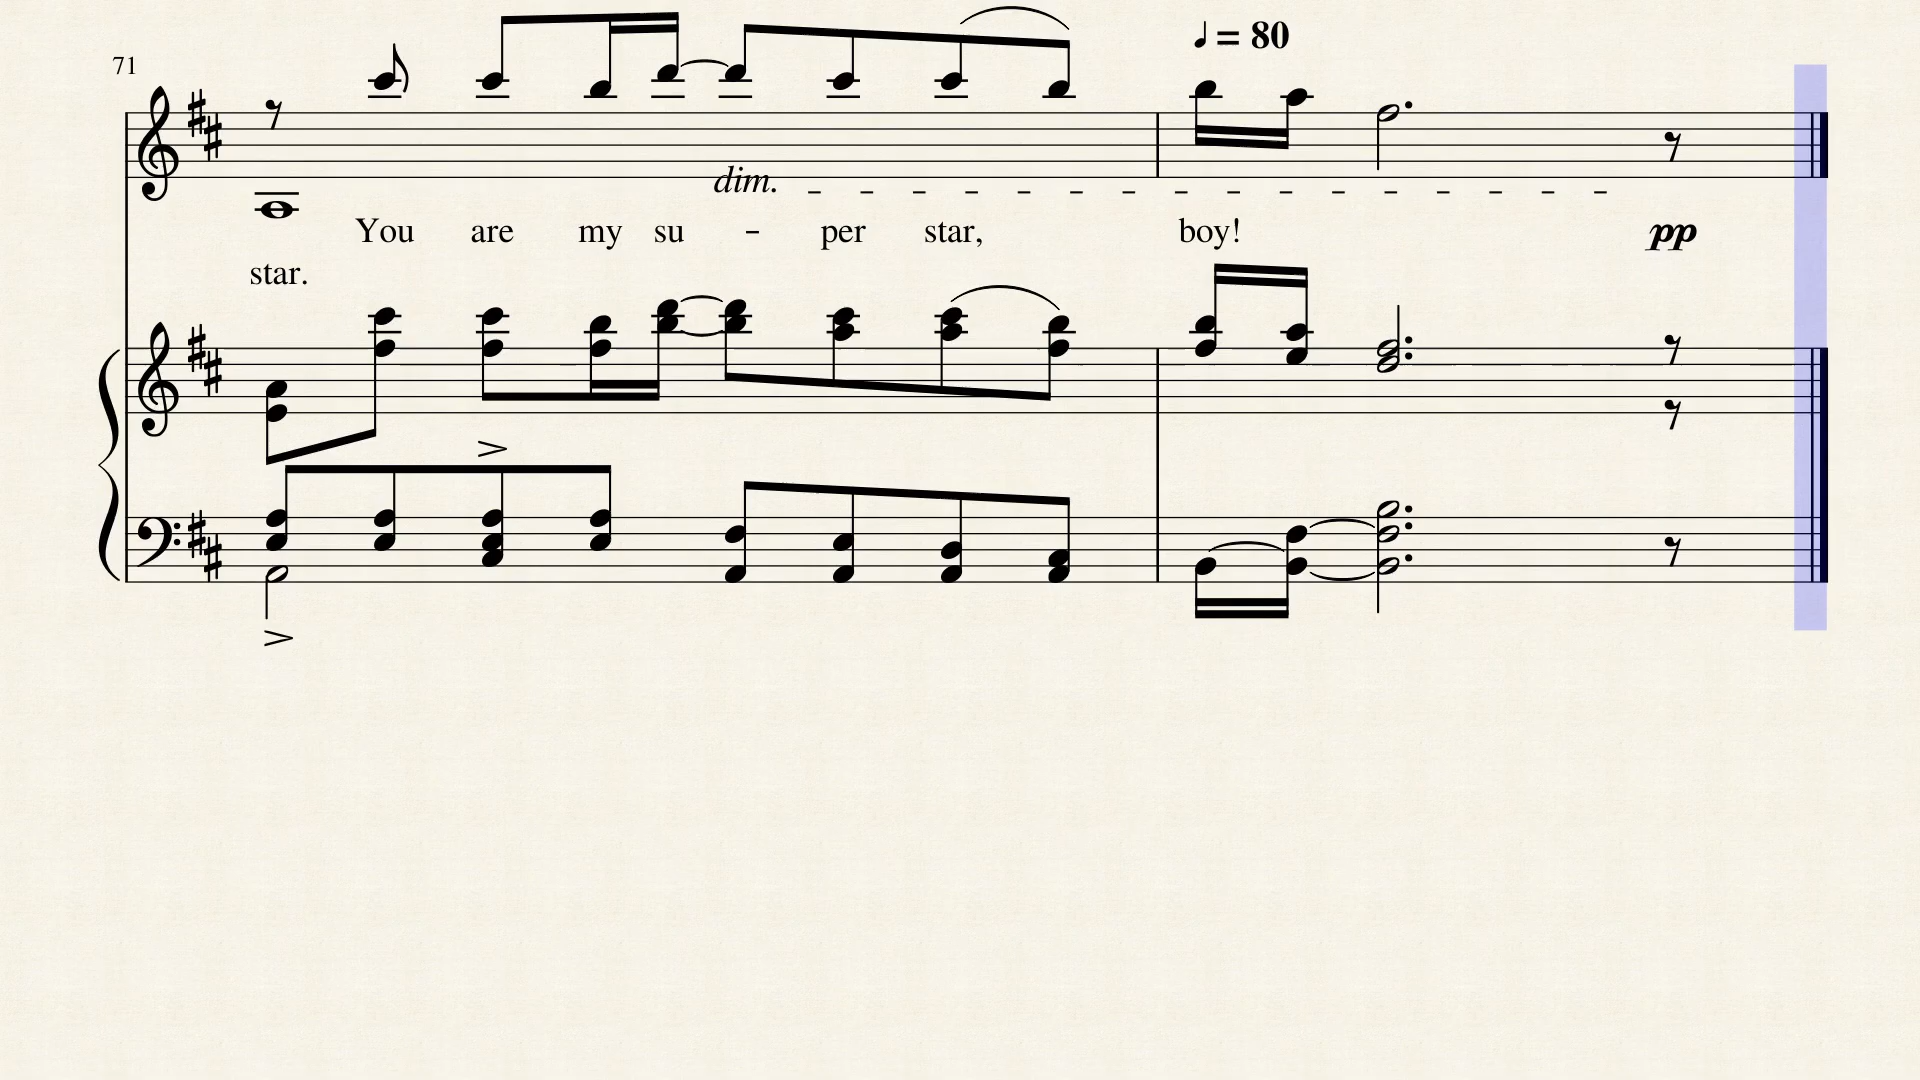 ♩ = 80
71
dim.
You are my su - per star, boy! pp
star.